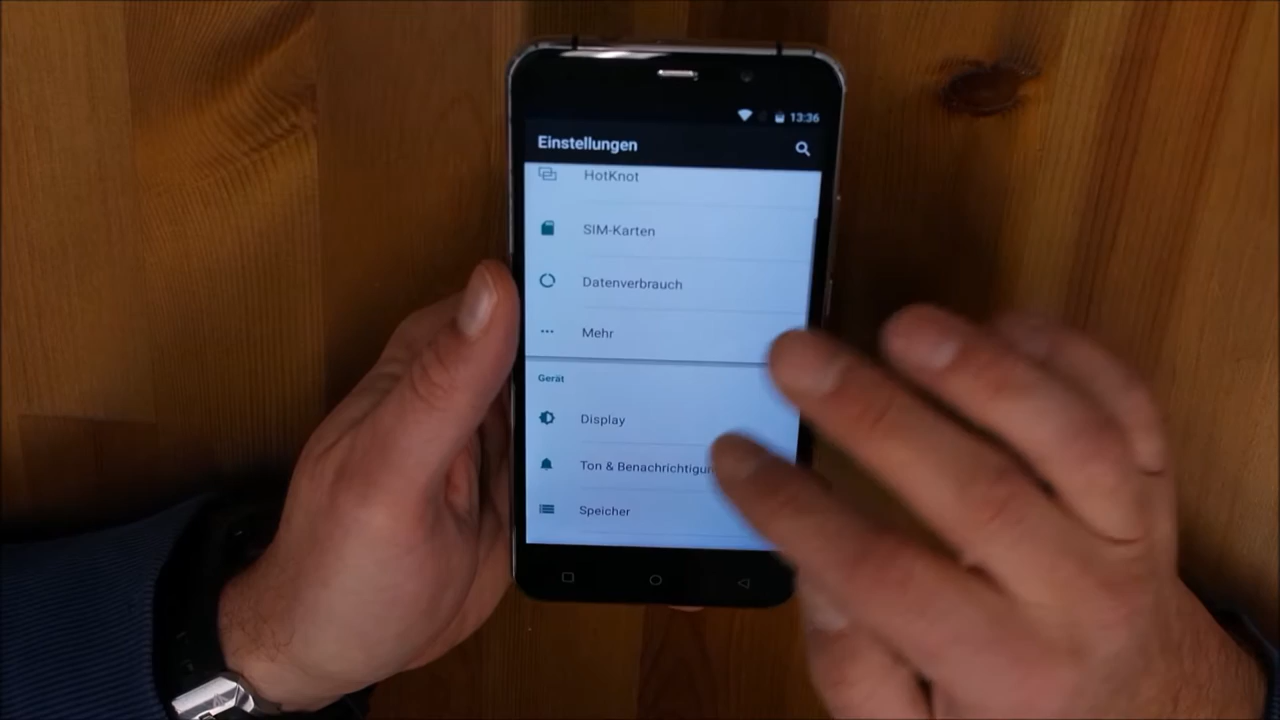 13:36
Einstellungen
HotKnot
SIM-Karten
Datenverbrauch
Mehr
Gerät
Display
Ton & Benachrichtigun
Speicher